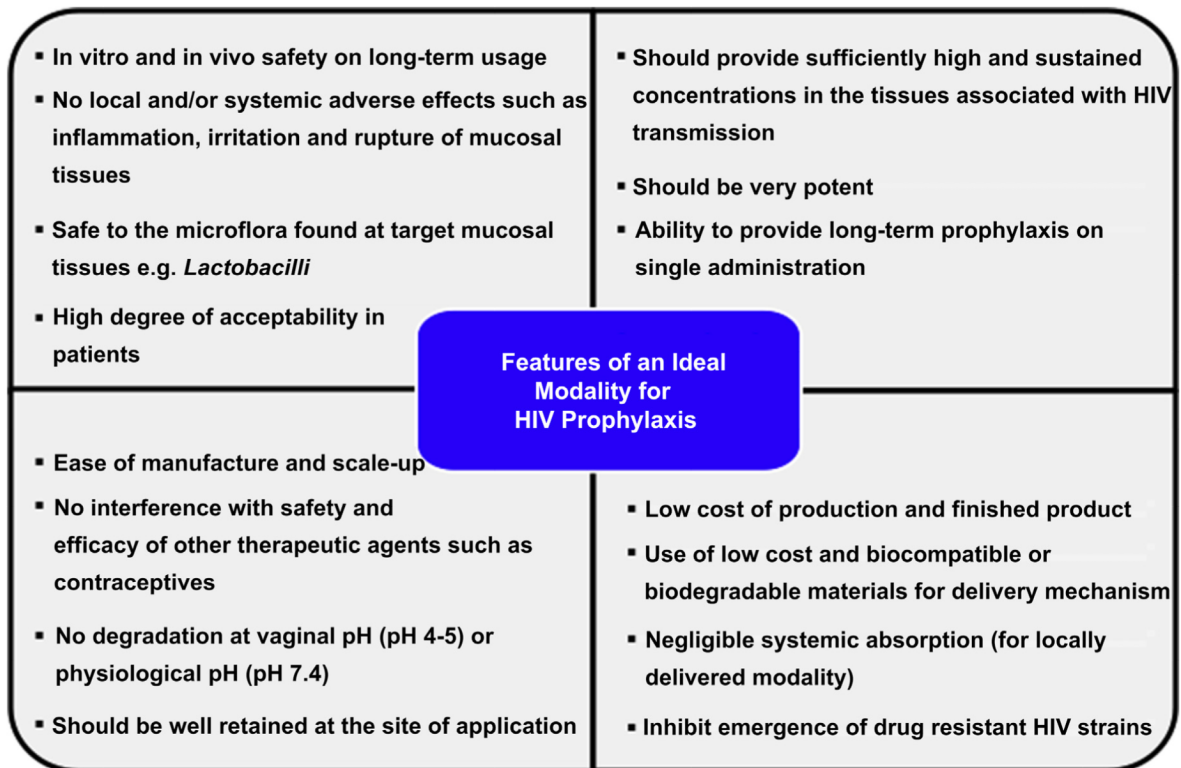 ▪ In vitro and in vivo safety on long-term usage
▪ No local and/or systemic adverse effects such as
inflammation, irritation and rupture of mucosal
tissues
▪ Safe to the microflora found at target mucosal
tissues e.g. Lactobacilli
▪ High degree of acceptability in
patients
▪ Should provide sufficiently high and sustained
concentrations in the tissues associated with HIV
transmission
▪ Should be very potent
▪ Ability to provide long-term prophylaxis on
single administration
Features of an Ideal
Modality for
HIV Prophylaxis
▪ Ease of manufacture and scale-up
▪ No interference with safety and
efficacy of other therapeutic agents such as
contraceptives
▪ No degradation at vaginal pH (pH 4-5) or
physiological pH (pH 7.4)
▪ Should be well retained at the site of application
▪ Low cost of production and finished product
▪ Use of low cost and biocompatible or
biodegradable materials for delivery mechanism
▪ Negligible systemic absorption (for locally
delivered modality)
▪ Inhibit emergence of drug resistant HIV strains